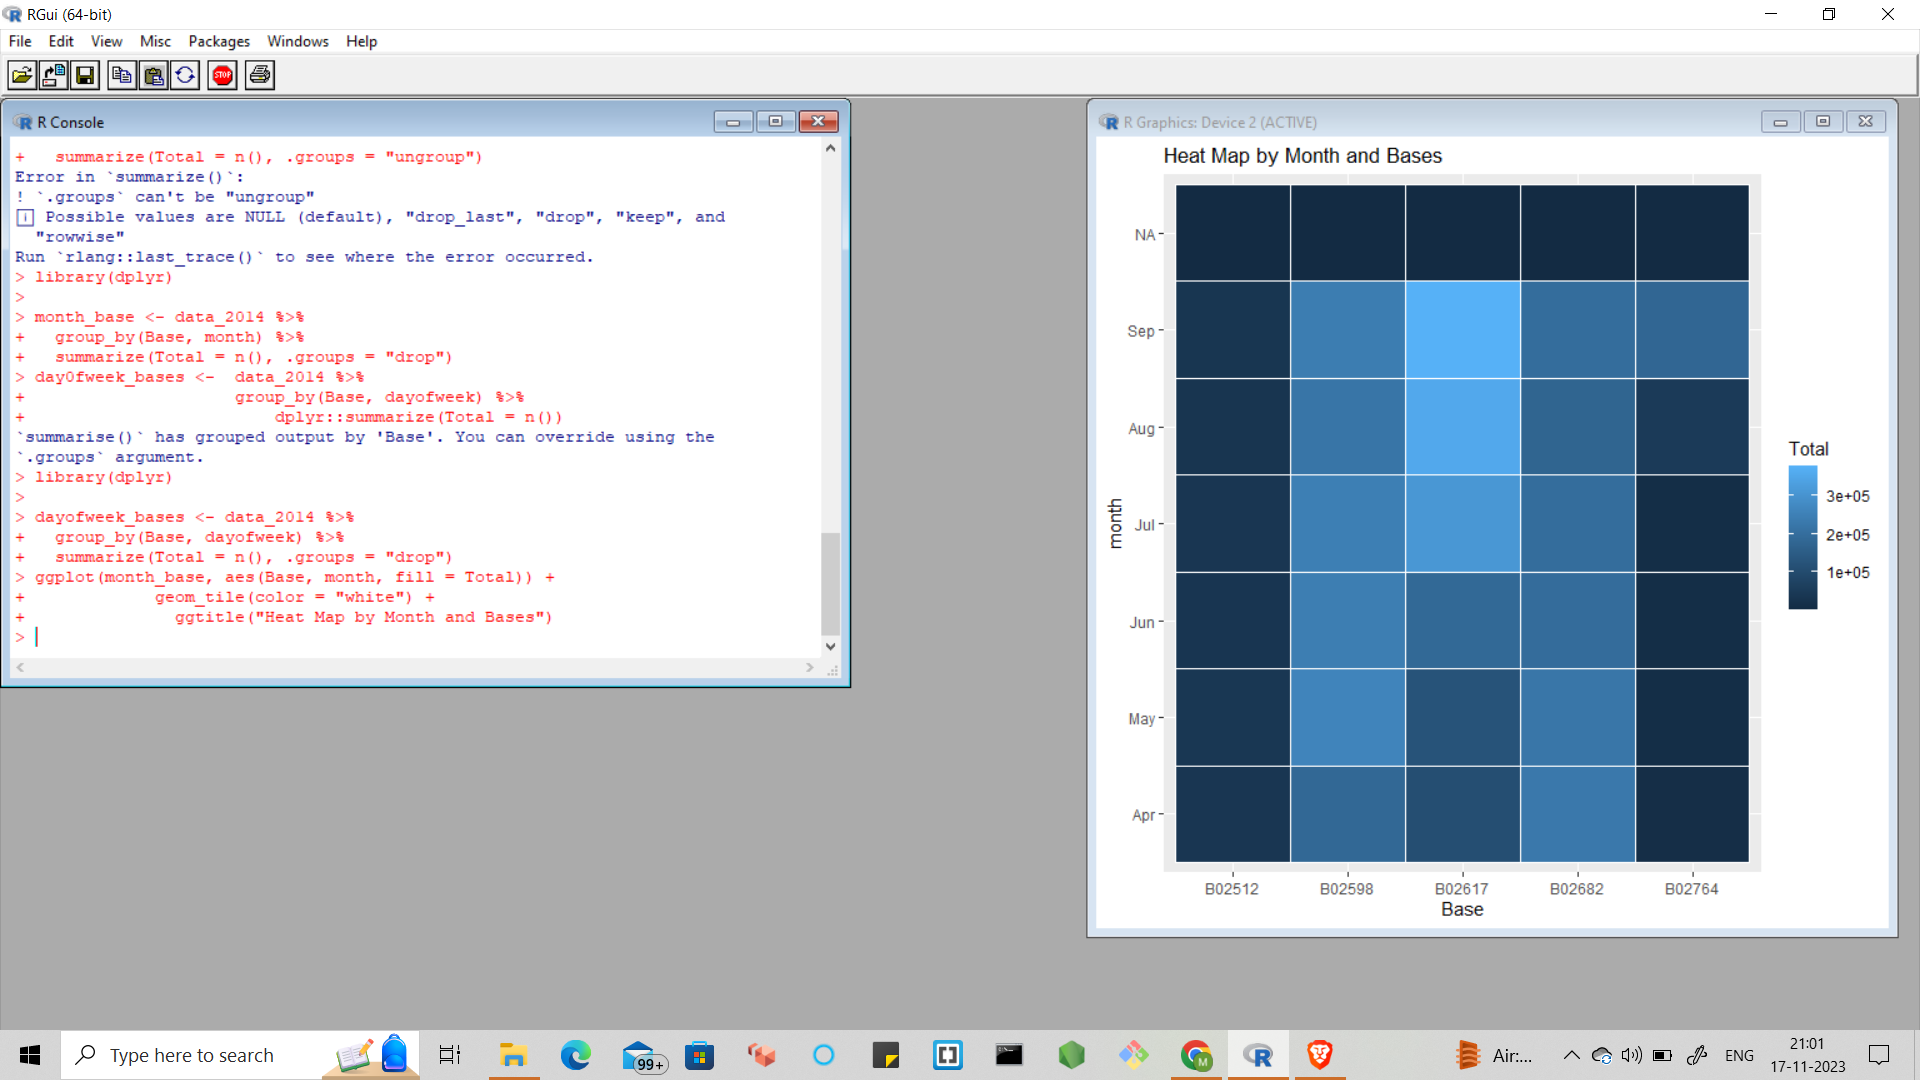 RGui (64-bit)
File Edit View Misc Packages Windows Help
STOP
R Console
+   summarize(Total = n(), .groups = "ungroup")
Error in `summarize()`:
! `.groups` can't be "ungroup"
i Possible values are NULL (default), "drop_last", "drop", "keep", and
  "rowwise"
Run `rlang::last_trace()` to see where the error occurred.
> library(dplyr)
>
> month_base <- data_2014 %>%
+   group_by(Base, month) %>%
+   summarize(Total = n(), .groups = "drop")
> day0fweek_bases <-  data_2014 %>%
+                     group_by(Base, dayofweek) %>%
+                         dplyr::summarize(Total = n())
`summarise()` has grouped output by 'Base'. You can override using the
`.groups` argument.
> library(dplyr)
>
> dayofweek_bases <- data_2014 %>%
+   group_by(Base, dayofweek) %>%
+   summarize(Total = n(), .groups = "drop")
> ggplot(month_base, aes(Base, month, fill = Total)) +
+             geom_tile(color = "white") +
+               ggtitle("Heat Map by Month and Bases")
>
R Graphics: Device 2 (ACTIVE)
Heat Map by Month and Bases
NA
Sep
Aug
Jul
Jun
May
Apr
month
B02512 B02598 B02617 B02682 B02764
Base
Total
3e+05
2e+05
1e+05
Type here to search
99+
M
Air:...
ENG
21:01
17-11-2023